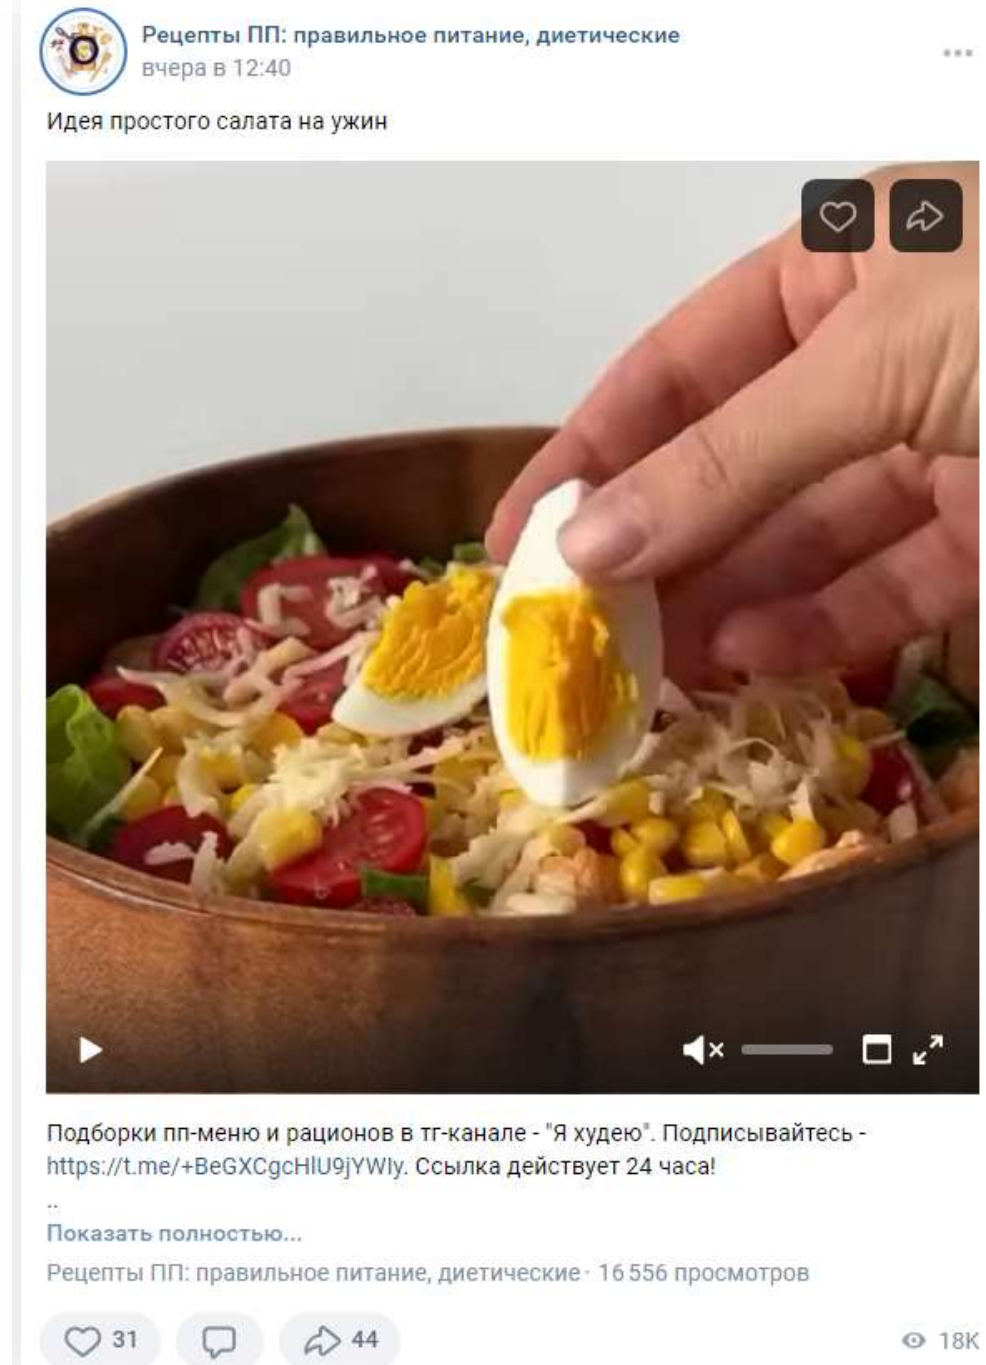 Рецепты ПП: правильное питание, диетические
вчера в 12:40
Идея простого салата на ужин
Подборки пп-меню и рационов в тг-канале - "Я худею". Подписывайтесь -
https://t.me/+BeGXCgcHlU9jYWIy. Ссылка действует 24 часа!
..
Показать полностью...
Рецепты ПП: правильное питание, диетические · 16 556 просмотров
31
44
18K